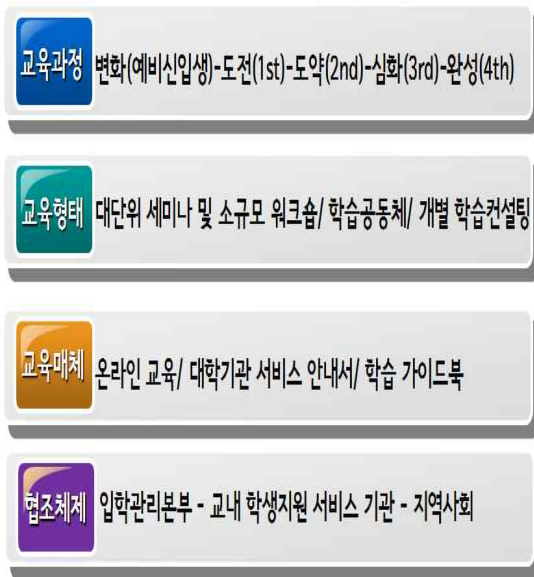 교육과정 변화(예비신입생)-도전(1st)-도약(2nd)-심화(3rd)-완성(4th)
교육형태 대단위 세미나 및 소규모 워크숍/ 학습공동체/ 개별 학습컨설팅
교육매체 온라인 교육/ 대학기관 서비스 안내서/ 학습 가이드북
협조체제 입학관리본부 - 교내 학생지원 서비스 기관 - 지역사회